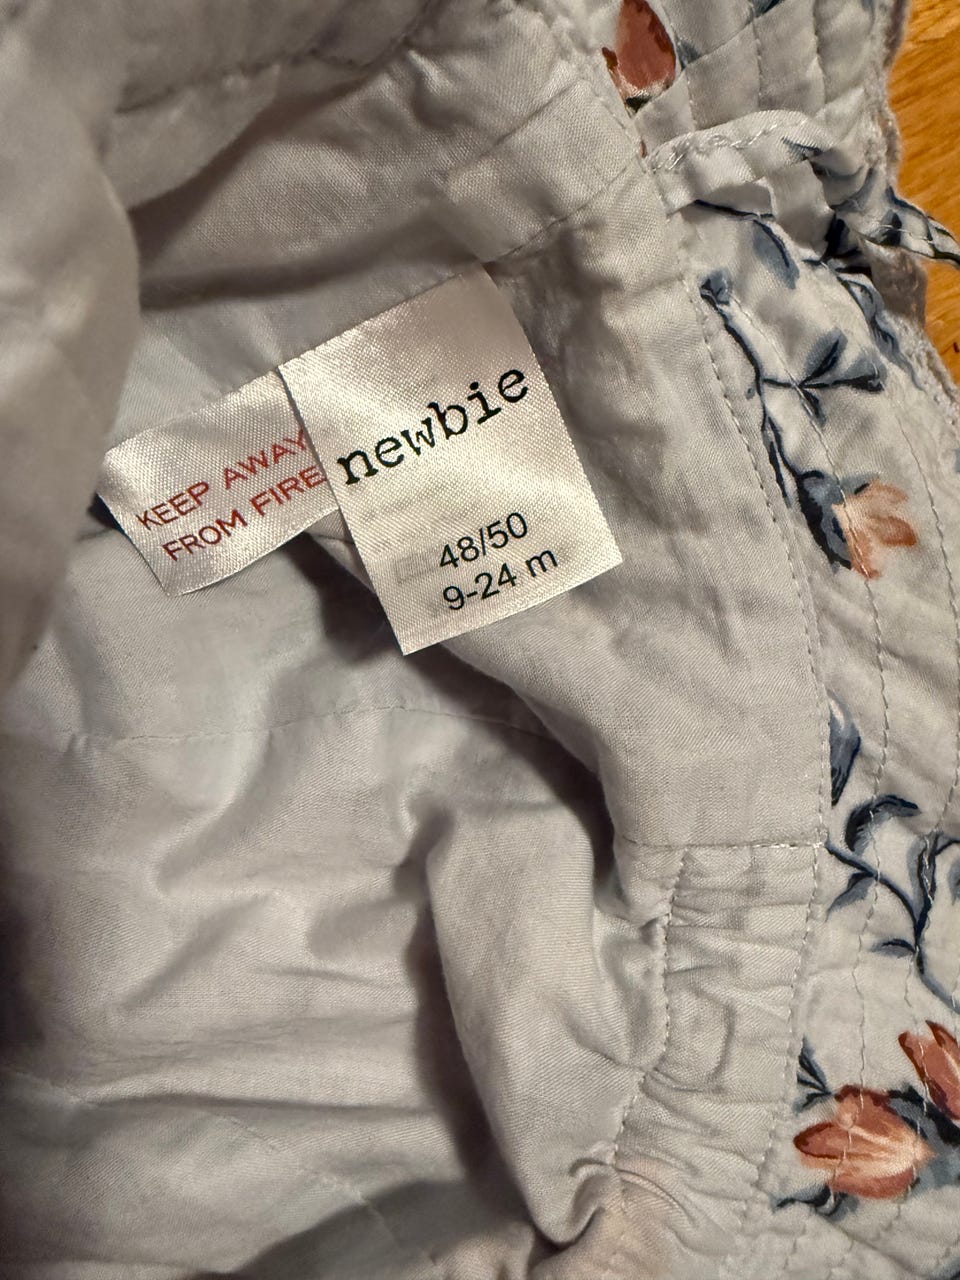 KEEP AWAY
FROM FIRE
newbie
48/50
9-24 m